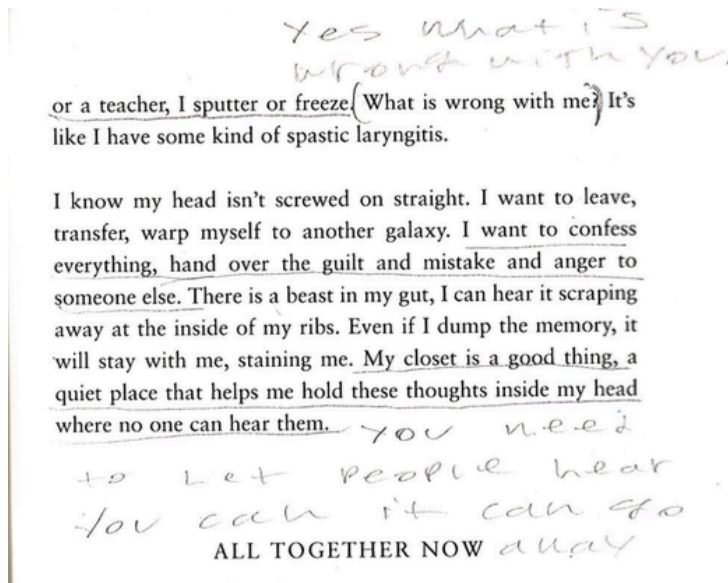 Yes what is
wrong with you.
or a teacher, I sputter or freeze. (What is wrong with me?) It's
like I have some kind of spastic laryngitis.
I know my head isn't screwed on straight. I want to leave,
transfer, warp myself to another galaxy. I want to confess
everything, hand over the guilt and mistake and anger to
someone else. There is a beast in my gut, I can hear it scraping
away at the inside of my ribs. Even if I dump the memory, it
will stay with me, staining me. My closet is a good thing, a
quiet place that helps me hold these thoughts inside my head
where no one can hear them. You need
to Let people hear
You can it can go
ALL TOGETHER NOW away